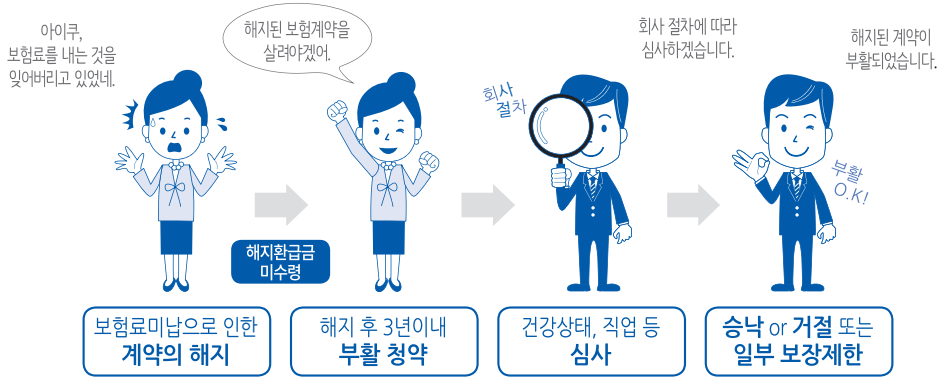 아이쿠,
보험료를 내는 것을
잊어버리고 있었네.
해지된 보험계약을
살려야겠어.
회사 절차에 따라
심사하겠습니다.
해지된 계약이
부활되었습니다.
회사
절차
부활
O.K!
해지환급금
미수령
보험료미납으로 인한
계약의 해지
해지 후 3년이내
부활 청약
건강상태, 직업 등
심사
승낙 or 거절 또는
일부 보장제한